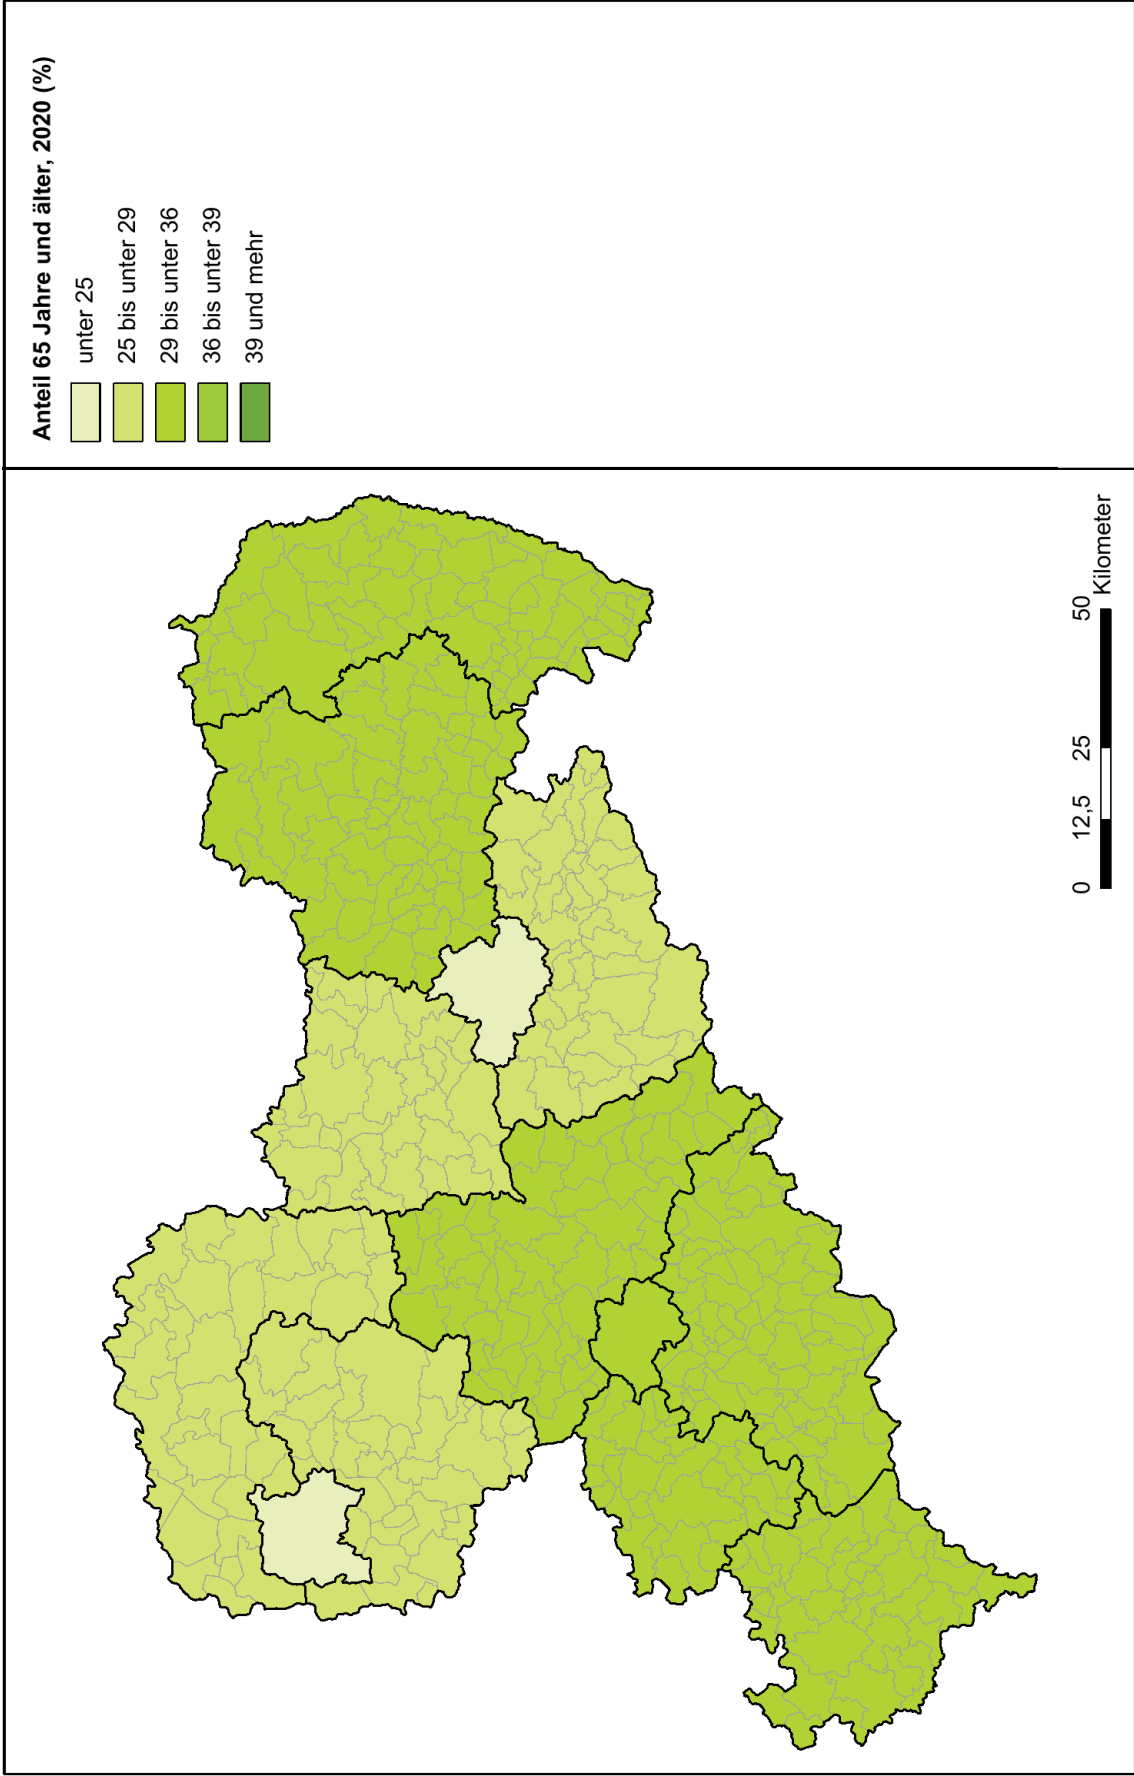 Anteil 65 Jahre und älter, 2020 (%)
unter 25
25 bis unter 29
29 bis unter 36
36 bis unter 39
39 und mehr
0 12,5 25 50
Kilometer